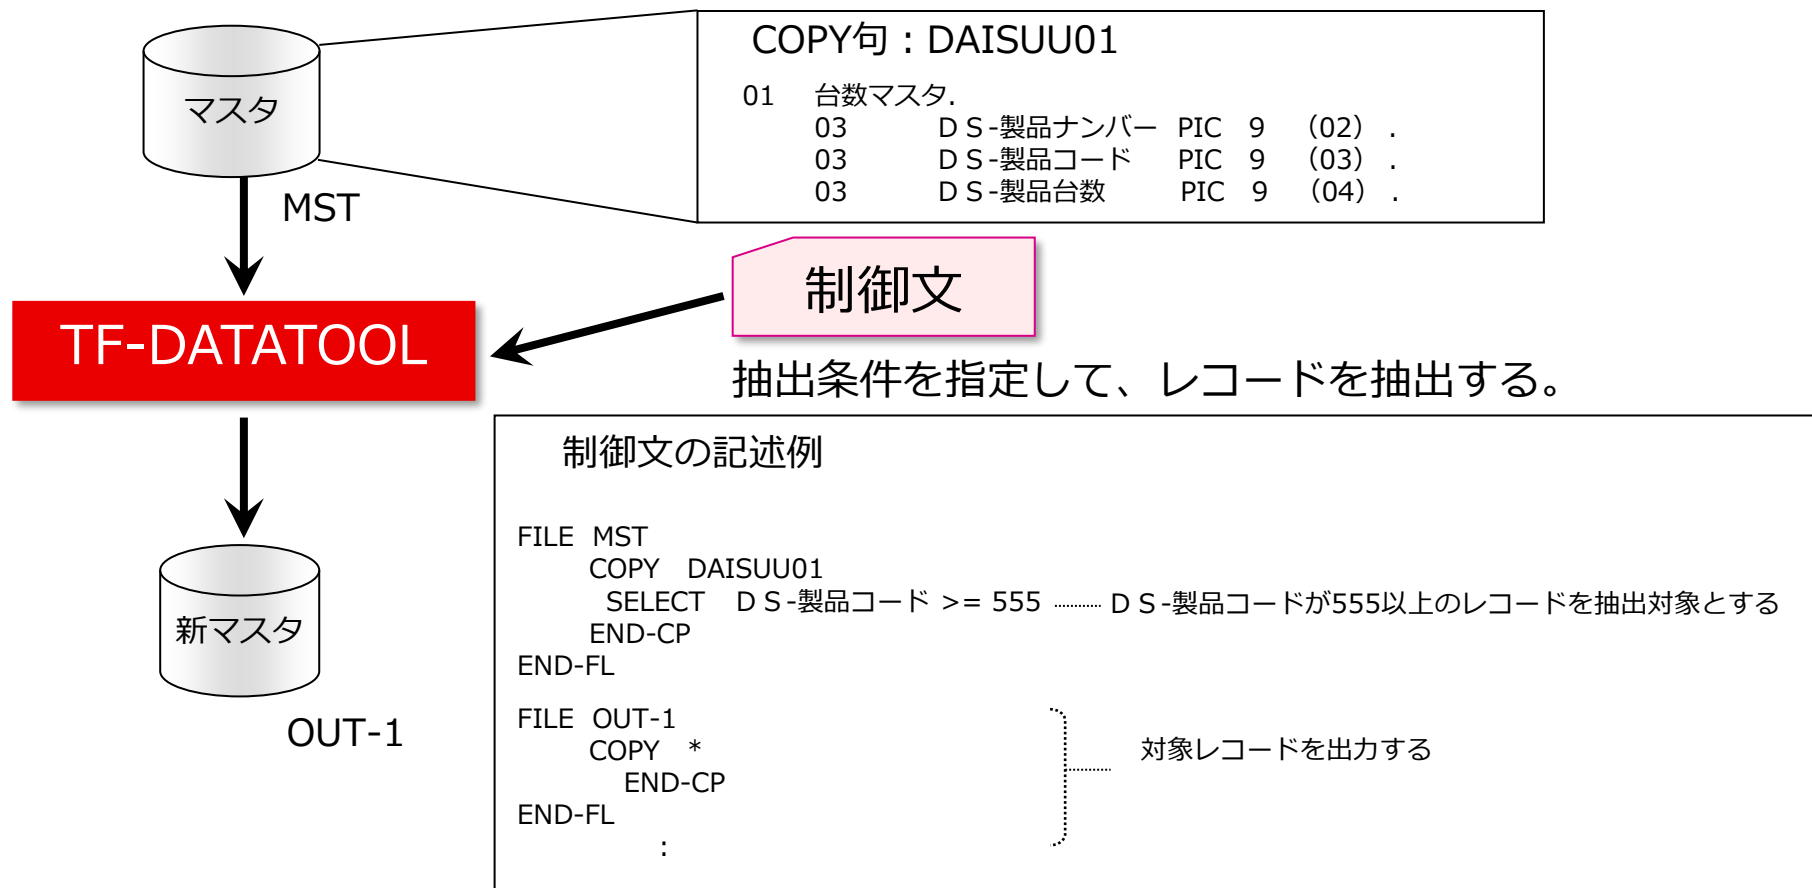 マスタ
MST
COPY句：DAISUU01
01 台数マスタ.
03 ＤＳ-製品ナンバー PIC 9 （02）.
03 ＤＳ-製品コード PIC 9 （03）.
03 ＤＳ-製品台数 PIC 9 （04）.
制御文
TF-DATATOOL
抽出条件を指定して、レコードを抽出する。
新マスタ
OUT-1
制御文の記述例
FILE MST
COPY DAISUU01
SELECT ＤＳ-製品コード >= 555 ＤＳ-製品コードが555以上のレコードを抽出対象とする
END-CP
END-FL
FILE OUT-1
COPY *
END-CP
END-FL
:
対象レコードを出力する